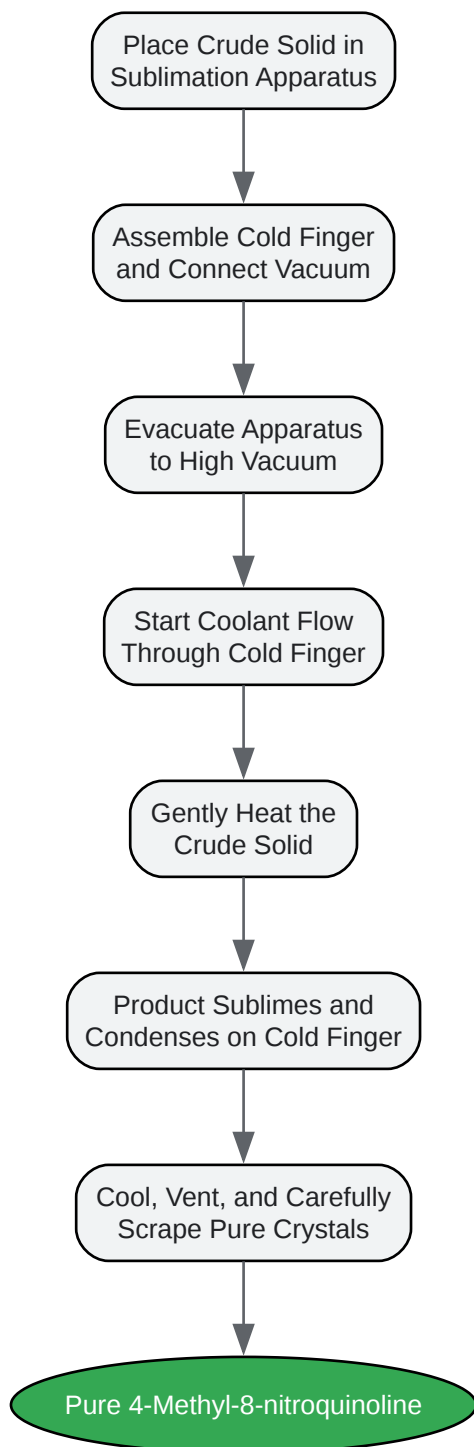 Place Crude Solid in
Sublimation Apparatus
Assemble Cold Finger
and Connect Vacuum
Evacuate Apparatus
to High Vacuum
Start Coolant Flow
Through Cold Finger
Gently Heat the
Crude Solid
Product Sublimes and
Condenses on Cold Finger
Cool, Vent, and Carefully
Scrape Pure Crystals
Pure 4-Methyl-8-nitroquinoline